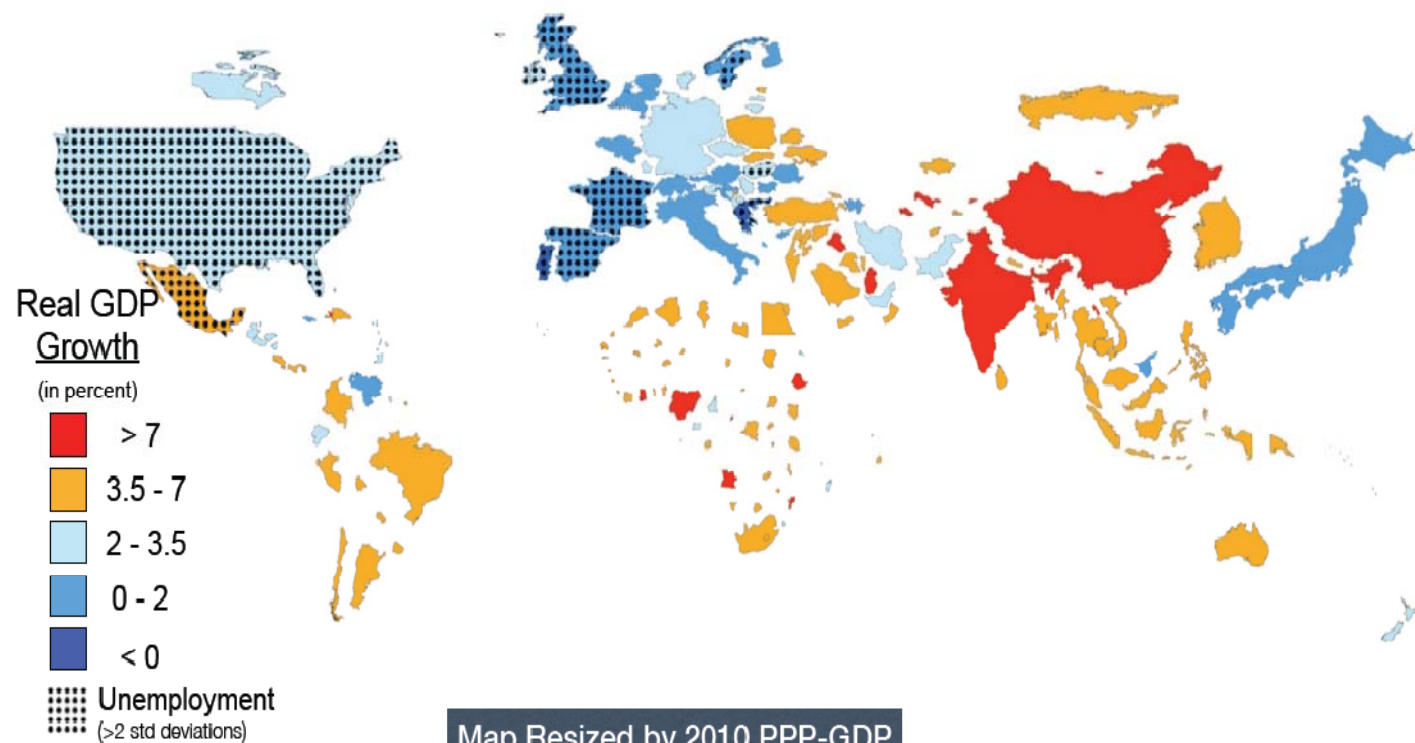 Real GDP
Growth
(in percent)
> 7
3.5 - 7
2 - 3.5
0 - 2
< 0
Unemployment
(>2 std deviations)
Map Resized by 2010 PPP-GDP